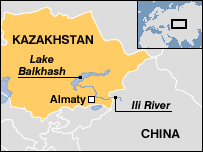 KAZAKHSTAN
Lake
Balkhash
Almaty
Ili River
CHINA